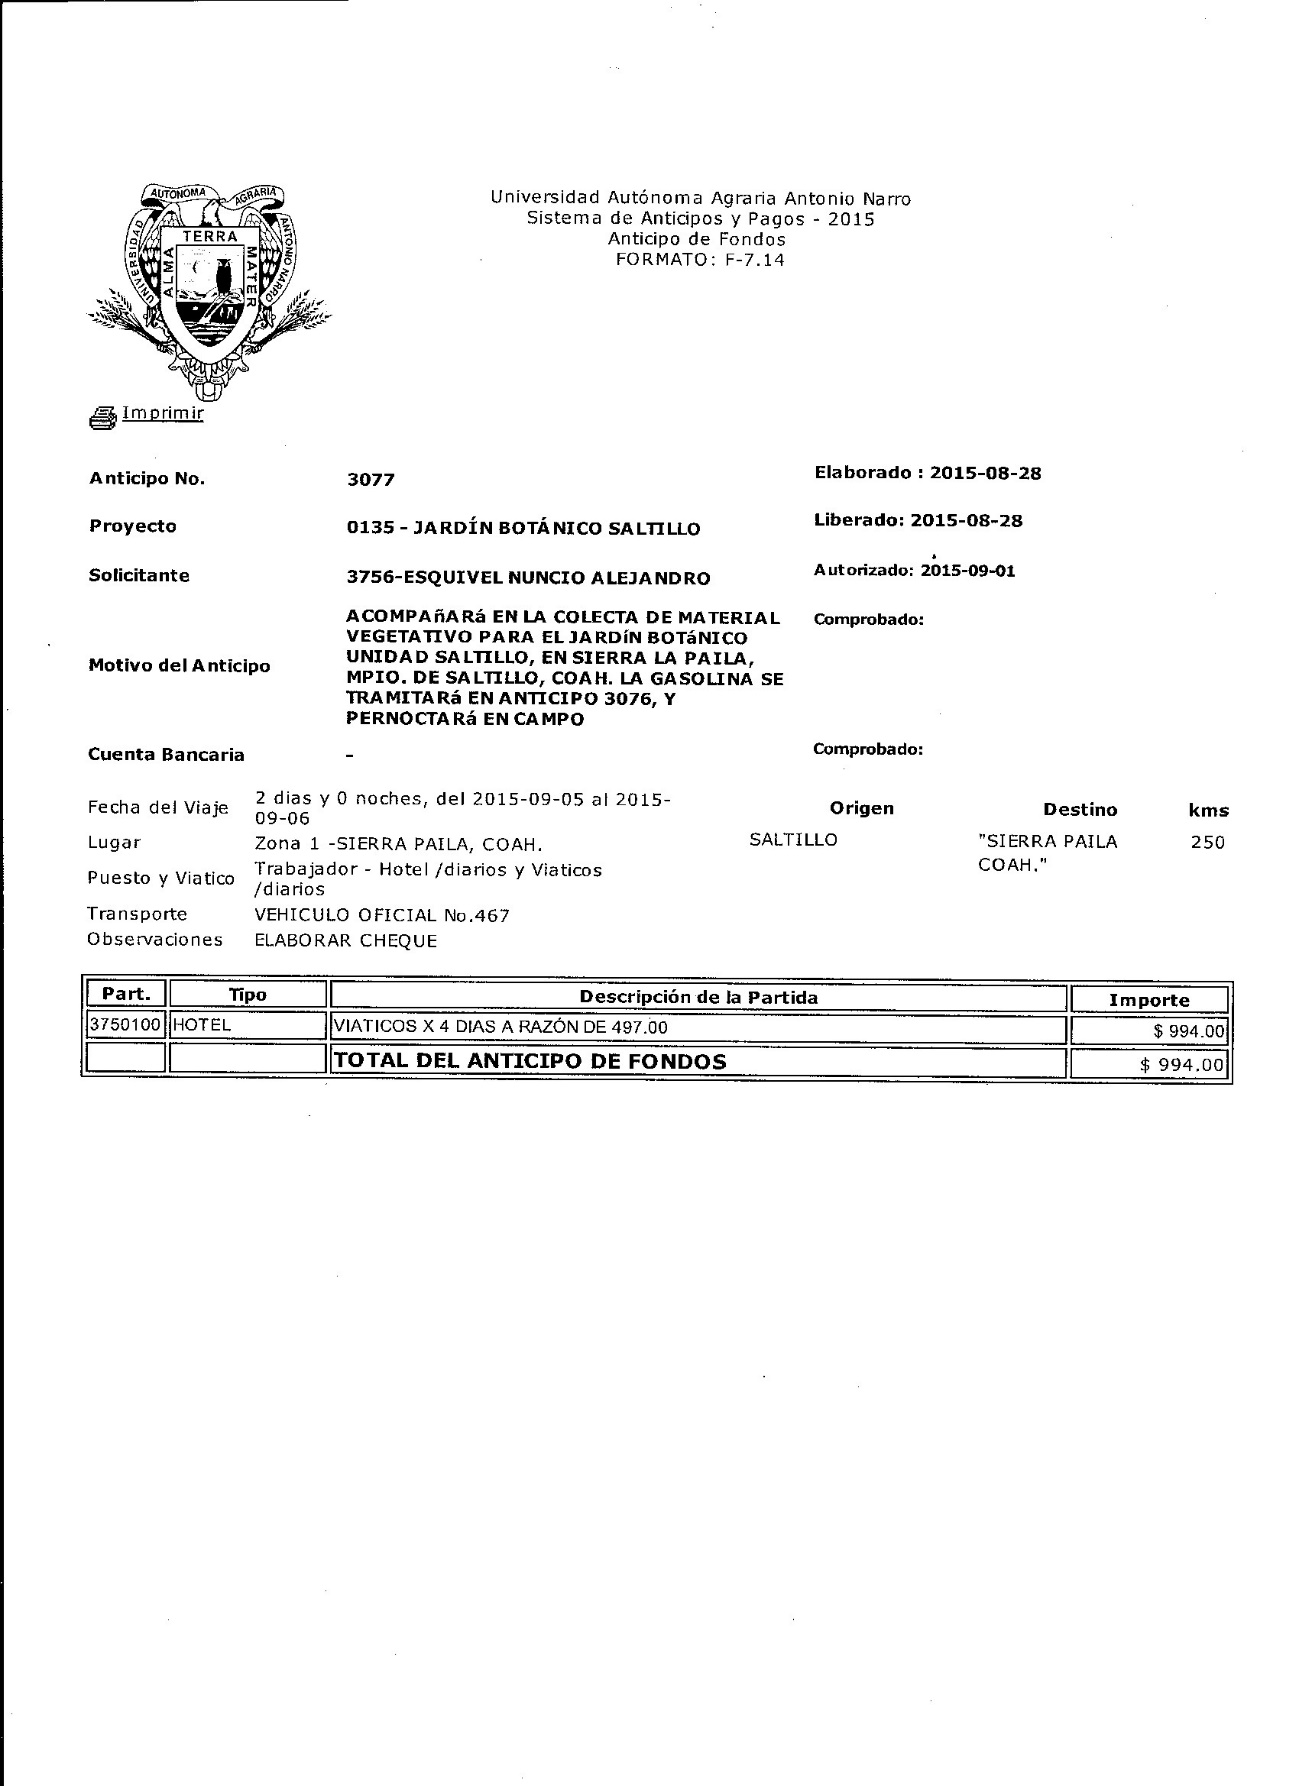 AUTONOMA AGRARIA
UNIVERSIDAD ANTONIO NARRO
ALMA TERRA MATER
Universidad Autónoma Agraria Antonio Narro
Sistema de Anticipos y Pagos - 2015
Anticipo de Fondos
FORMATO: F-7.14
Imprimir
Anticipo No. 3077 Elaborado : 2015-08-28
Proyecto 0135 - JARDÍN BOTÁNICO SALTILLO Liberado: 2015-08-28
Solicitante 3756-ESQUIVEL NUNCIO ALEJANDRO Autorizado: 2015-09-01
Motivo del Anticipo
ACOMPAñARá EN LA COLECTA DE MATERIAL
VEGETATIVO PARA EL JARDíN BOTáNICO
UNIDAD SALTILLO, EN SIERRA LA PAILA,
MPIO. DE SALTILLO, COAH. LA GASOLINA SE
TRAMITARá EN ANTICIPO 3076, Y
PERNOCTARá EN CAMPO
Comprobado:
Cuenta Bancaria - Comprobado:
Fecha del Viaje 2 dias y 0 noches, del 2015-09-05 al 2015-
09-06
Lugar Zona 1 -SIERRA PAILA, COAH.
Puesto y Viatico Trabajador - Hotel /diarios y Viaticos
/diarios
Transporte VEHICULO OFICIAL No.467
Observaciones ELABORAR CHEQUE
Origen Destino kms
SALTILLO "SIERRA PAILA 250
COAH."
Part. Tipo Descripción de la Partida Importe
3750100 HOTEL VIATICOS X 4 DIAS A RAZÓN DE 497.00 $ 994.00
TOTAL DEL ANTICIPO DE FONDOS $ 994.00